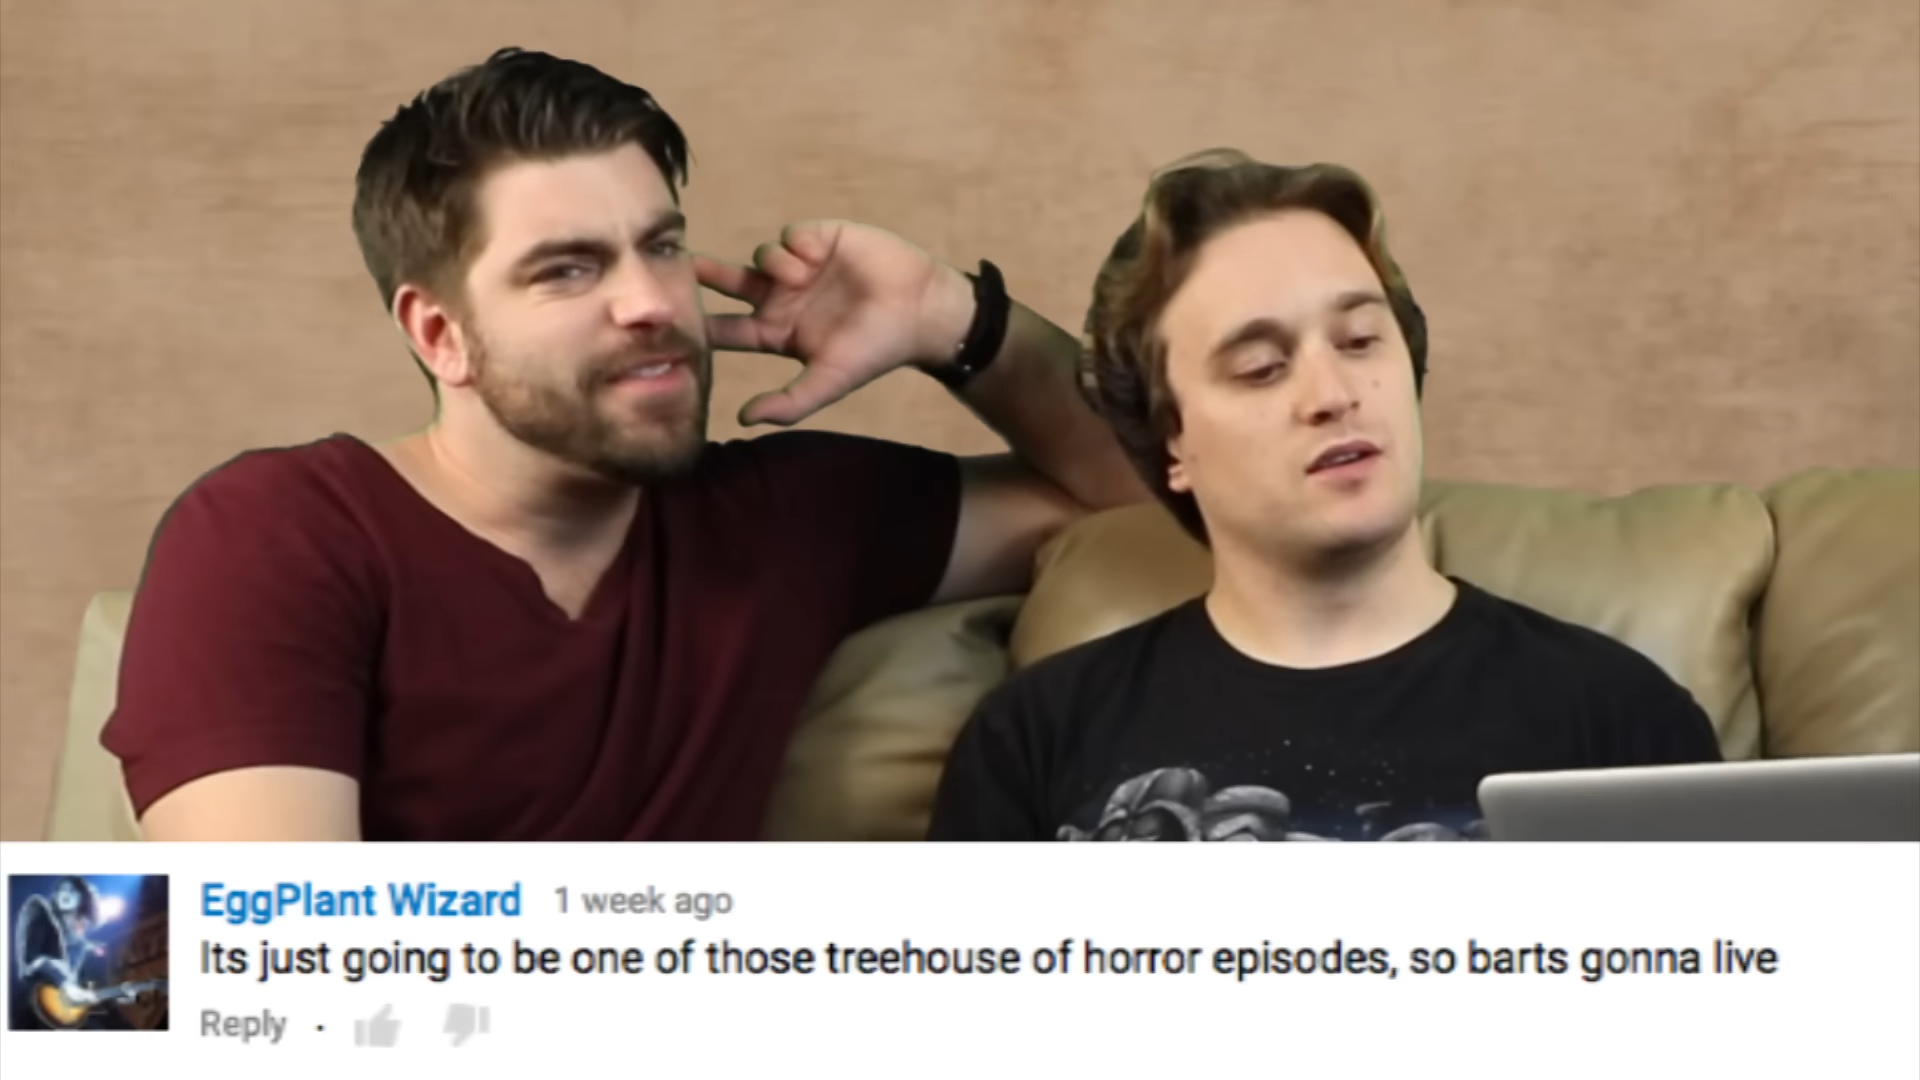 EggPlant Wizard 1 week ago
Its just going to be one of those treehouse of horror episodes, so barts gonna live
Reply ·